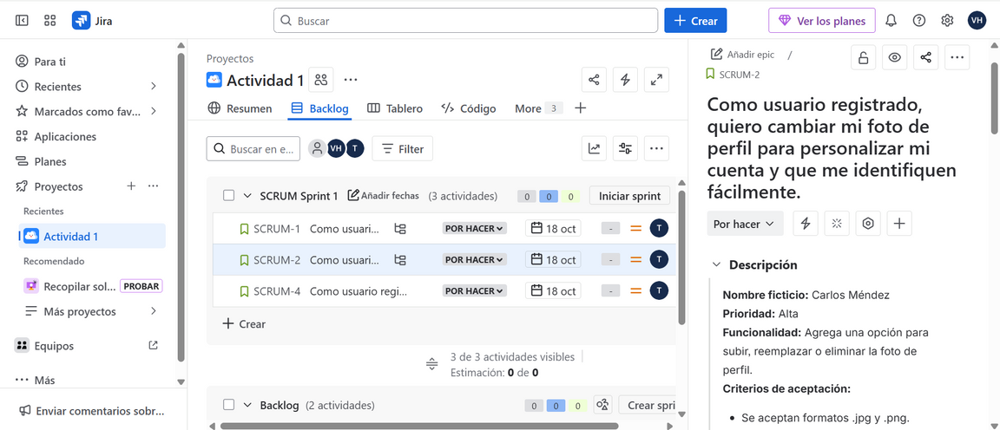 Jira
Buscar
Crear
Ver los planes
VH
Para ti
Recientes
Marcados como fav...
Aplicaciones
Planes
Proyectos
Recientes
Actividad 1
Recomendado
Recopilar sol... PROBAR
Más proyectos
Equipos
Más
Enviar comentarios sobr...
Proyectos
Actividad 1
Resumen Backlog Tablero Código More 3
Buscar en e... VH T Filter
SCRUM Sprint 1 Añadir fechas (3 actividades) 0 0 0 Iniciar sprint
SCRUM-1 Como usuari... POR HACER 18 oct - T
SCRUM-2 Como usuari... POR HACER 18 oct - T
SCRUM-4 Como usuario regi... POR HACER 18 oct - T
Crear
3 de 3 actividades visibles
Estimación: 0 de 0
Backlog (2 actividades) 0 0 0 Crear spri
Añadir epic /
SCRUM-2
Como usuario registrado,
quiero cambiar mi foto de
perfil para personalizar mi
cuenta y que me identifiquen
fácilmente.
Por hacer
Descripción
Nombre ficticio: Carlos Méndez
Prioridad: Alta
Funcionalidad: Agrega una opción para
subir, reemplazar o eliminar la foto de
perfil.
Criterios de aceptación:
• Se aceptan formatos .jpg y .png.